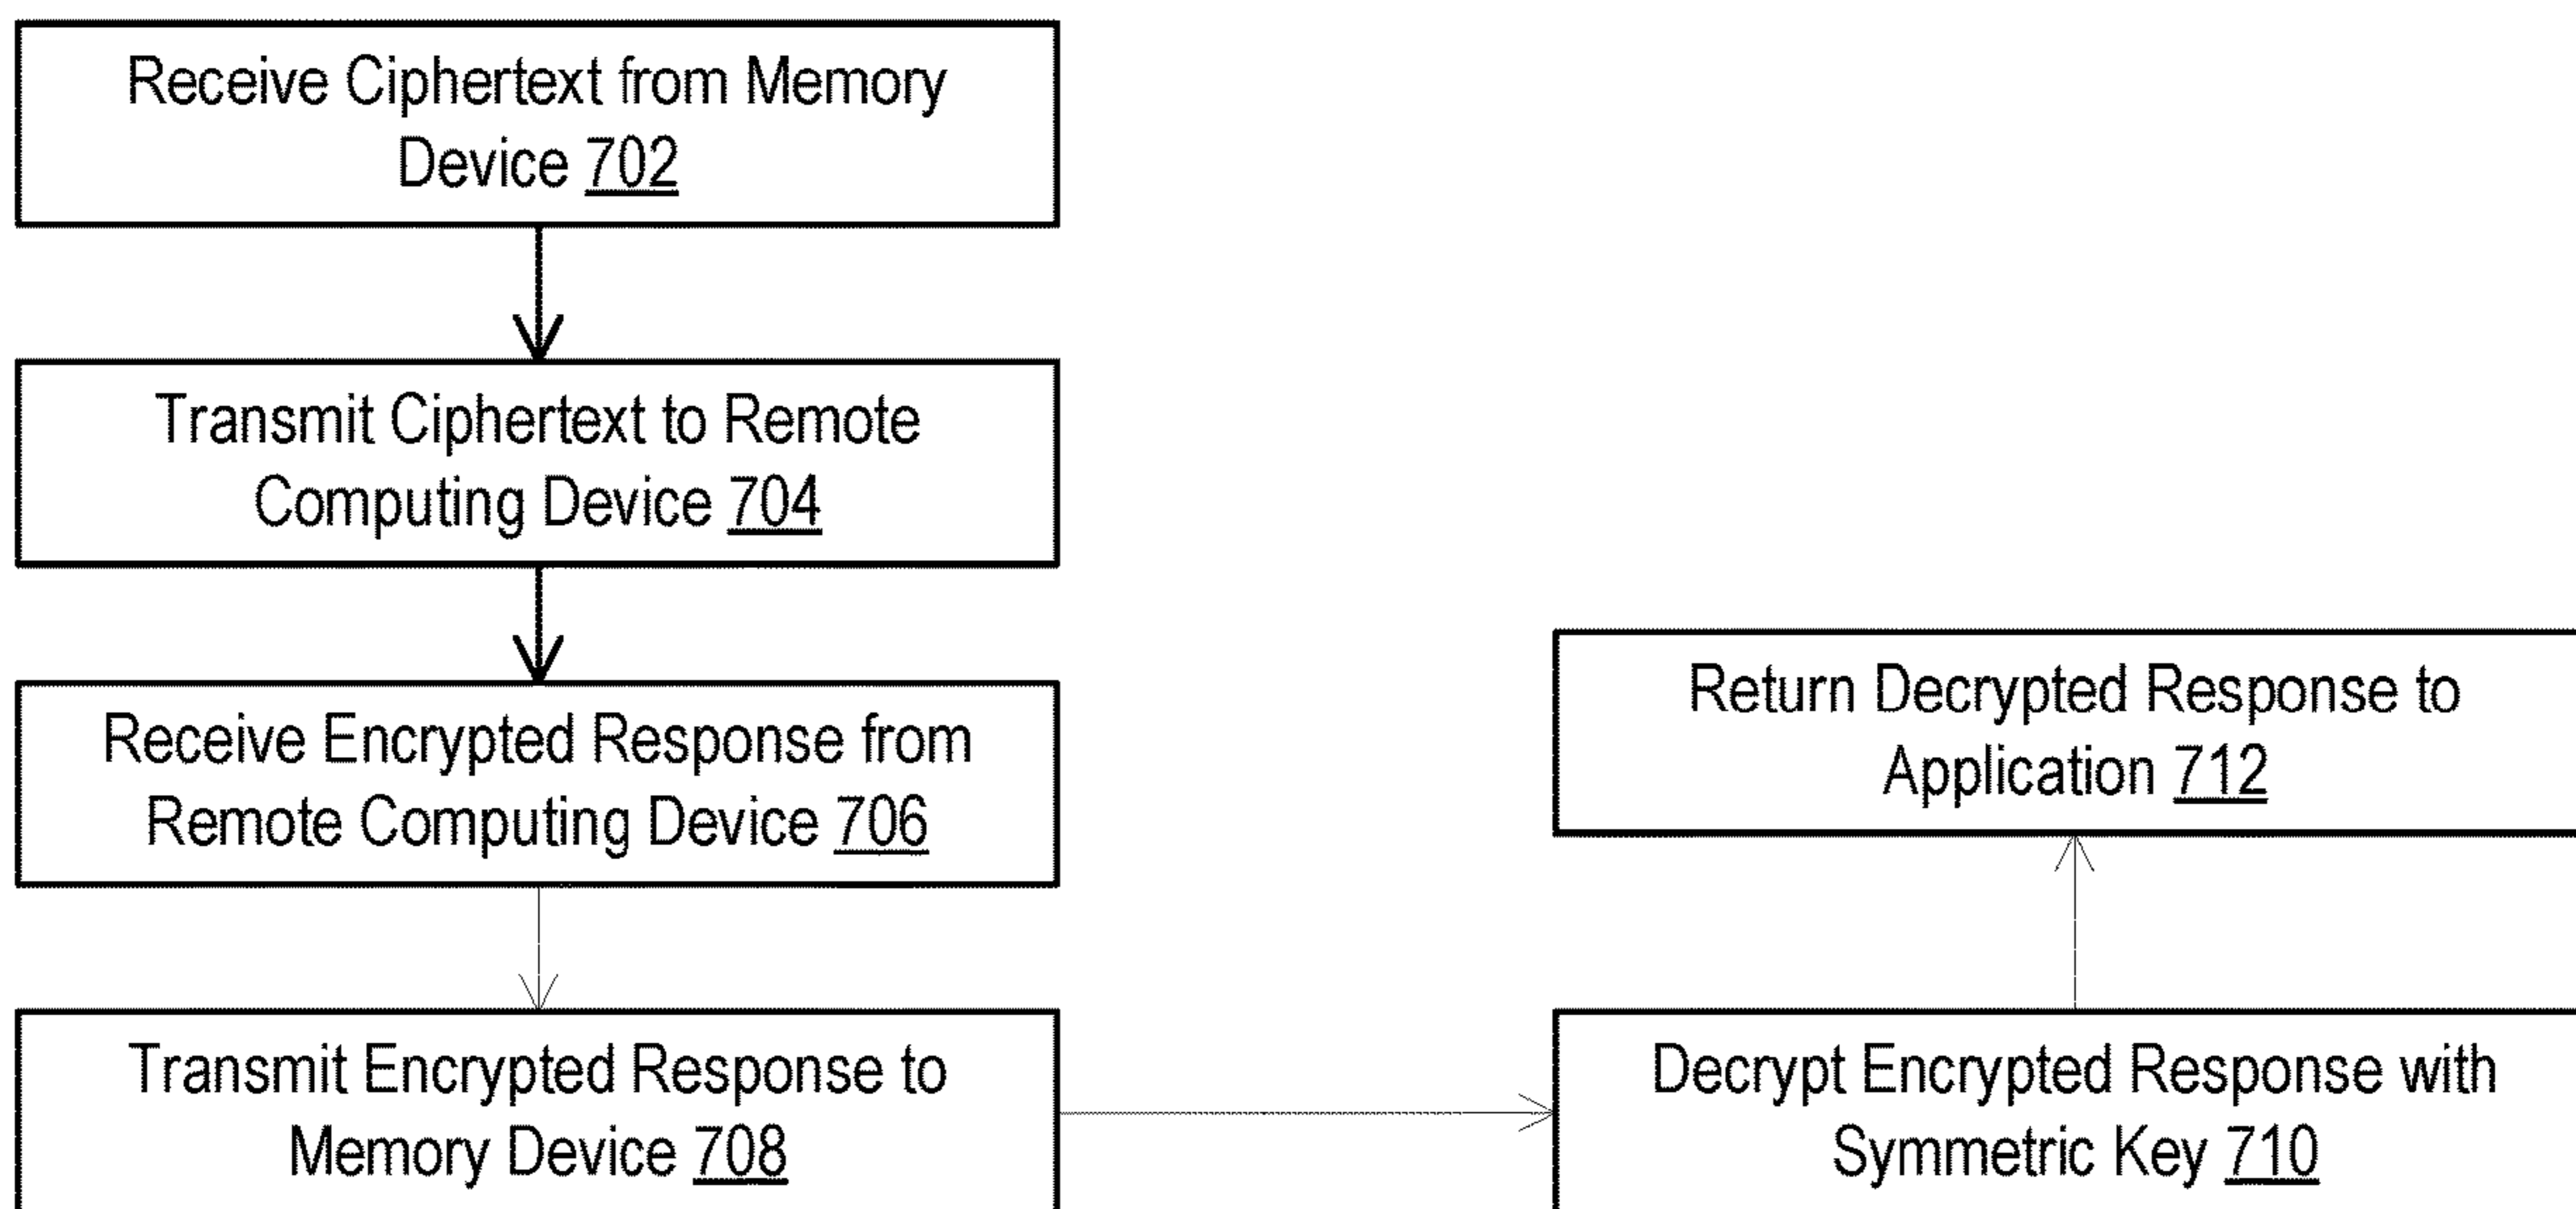 Receive Ciphertext from Memory
Device 702
Transmit Ciphertext to Remote
Computing Device 704
Receive Encrypted Response from
Remote Computing Device 706
Transmit Encrypted Response to
Memory Device 708
Decrypt Encrypted Response with
Symmetric Key 710
Return Decrypted Response to
Application 712